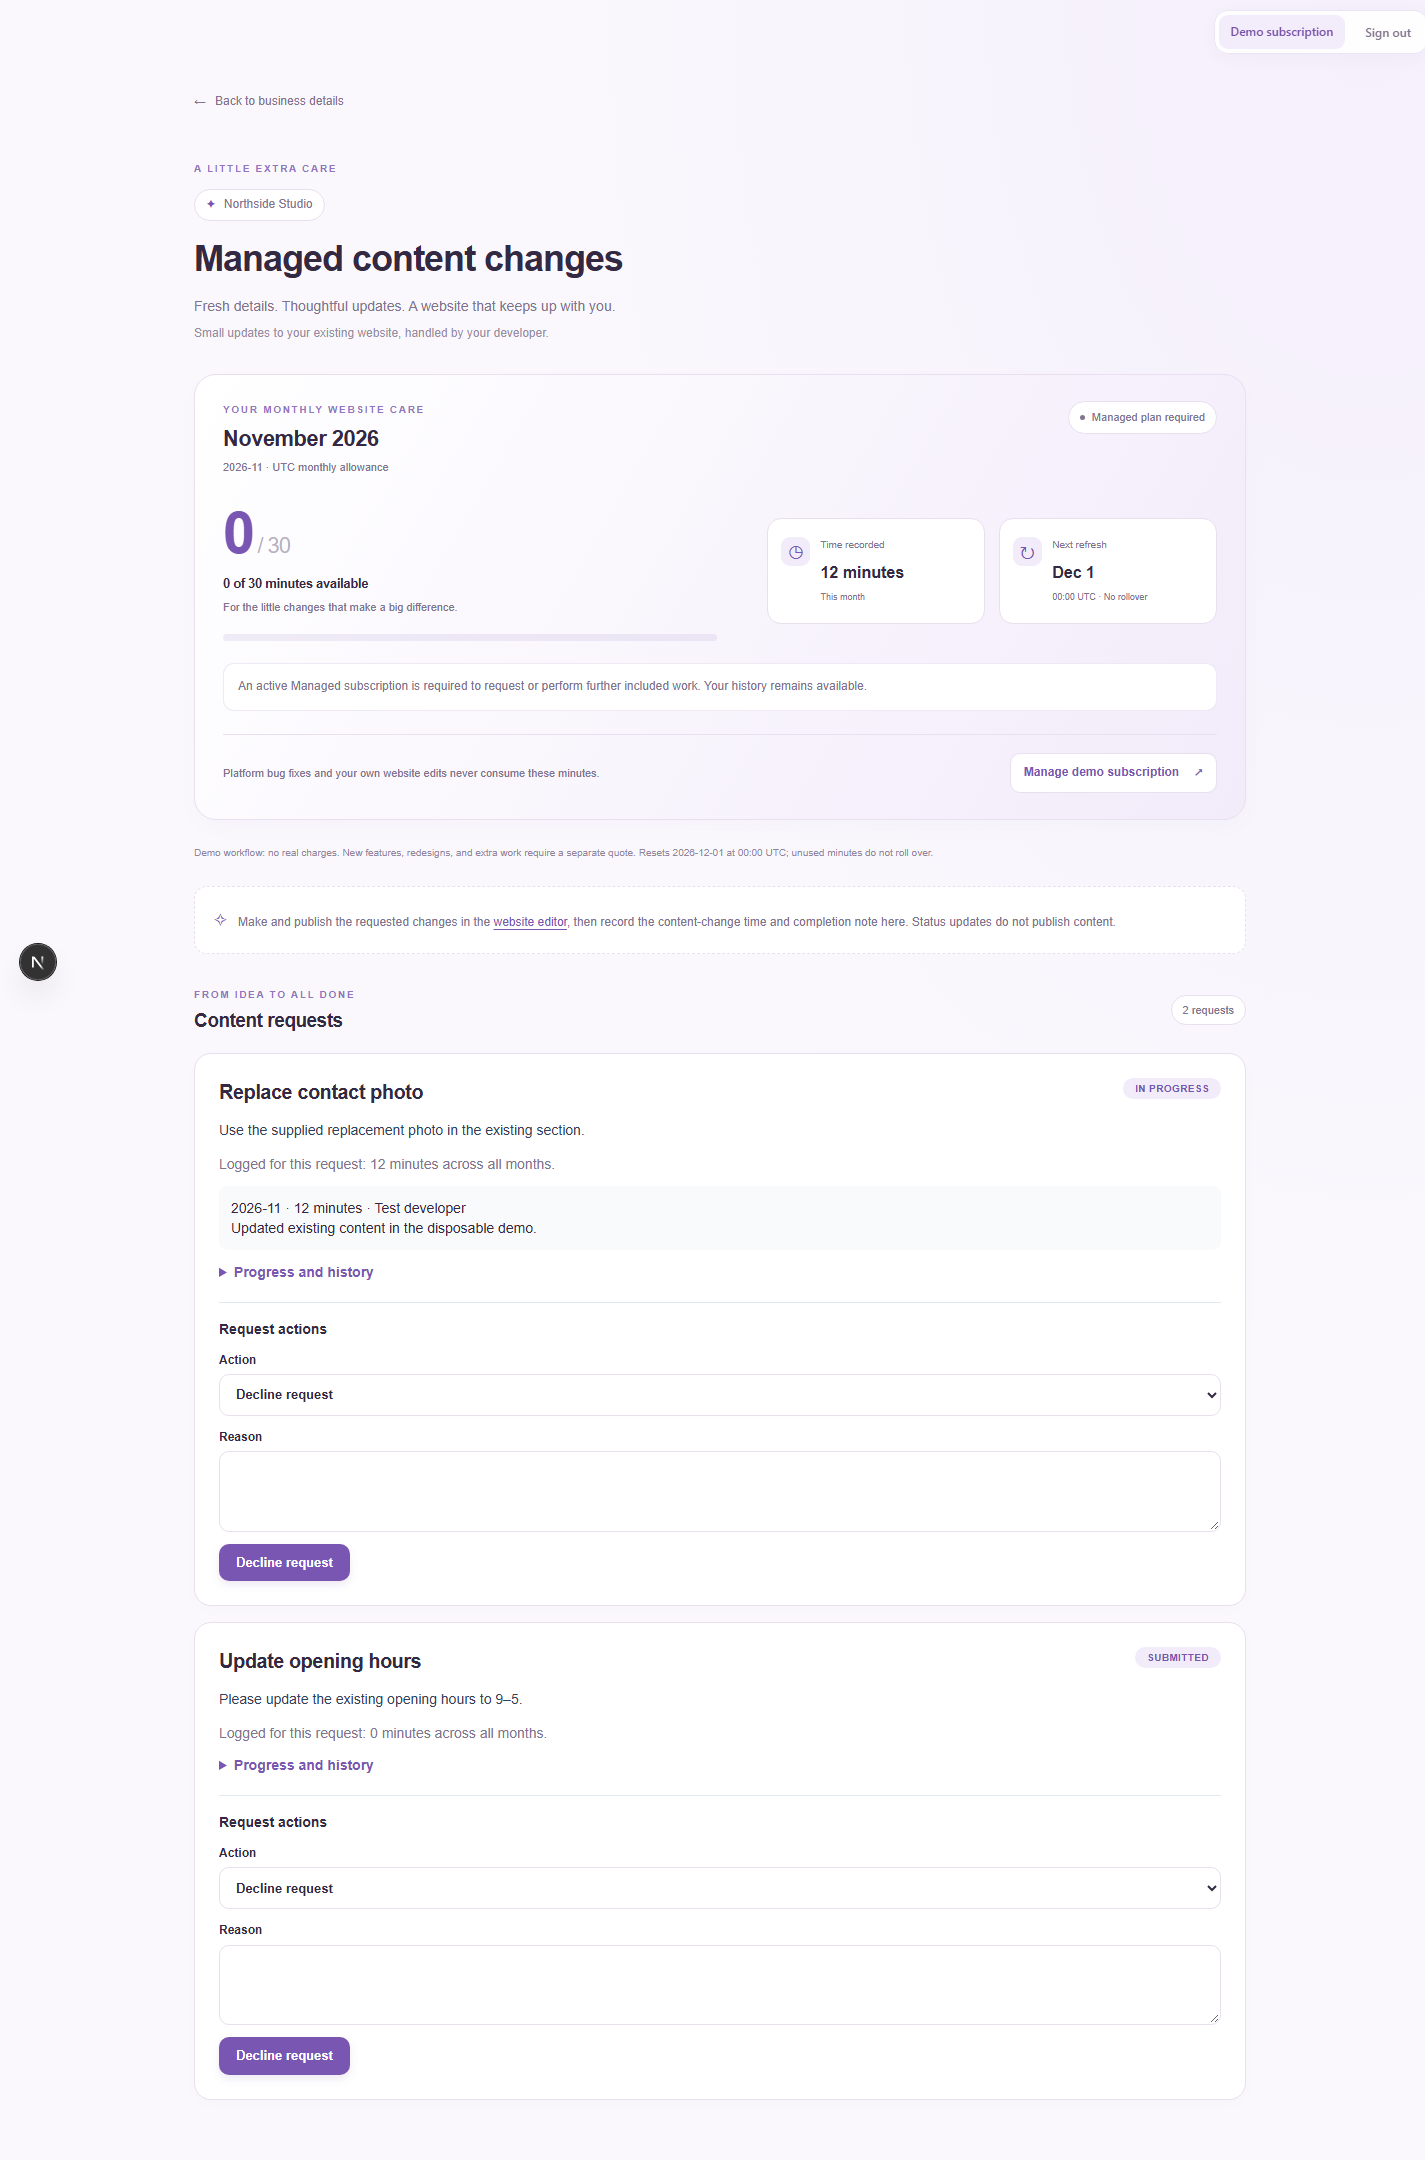 Demo subscription
Sign out
← Back to business details
A LITTLE EXTRA CARE
✦ Northside Studio
Managed content changes
Fresh details. Thoughtful updates. A website that keeps up with you.
Small updates to your existing website, handled by your developer.
YOUR MONTHLY WEBSITE CARE
November 2026
2026-11 · UTC monthly allowance
Managed plan required
0 / 30
0 of 30 minutes available
For the little changes that make a big difference.
Time recorded
12 minutes
This month
Next refresh
Dec 1
00:00 UTC · No rollover
An active Managed subscription is required to request or perform further included work. Your history remains available.
Platform bug fixes and your own website edits never consume these minutes.
Manage demo subscription ↗
Demo workflow: no real charges. New features, redesigns, and extra work require a separate quote. Resets 2026-12-01 at 00:00 UTC; unused minutes do not roll over.
Make and publish the requested changes in the website editor, then record the content-change time and completion note here. Status updates do not publish content.
N
FROM IDEA TO ALL DONE
Content requests
2 requests
Replace contact photo
IN PROGRESS
Use the supplied replacement photo in the existing section.
Logged for this request: 12 minutes across all months.
2026-11 · 12 minutes · Test developer
Updated existing content in the disposable demo.
Progress and history
Request actions
Action
Decline request
Reason
Decline request
Update opening hours
SUBMITTED
Please update the existing opening hours to 9–5.
Logged for this request: 0 minutes across all months.
Progress and history
Request actions
Action
Decline request
Reason
Decline request